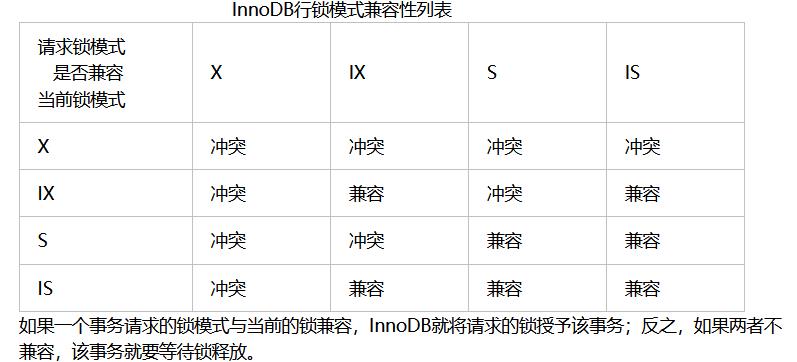 InnoDB行锁模式兼容性列表
请求锁模式
是否兼容
当前锁模式
X IX S IS
X 冲突 冲突 冲突 冲突
IX 冲突 兼容 冲突 兼容
S 冲突 冲突 兼容 兼容
IS 冲突 兼容 兼容 兼容
如果一个事务请求的锁模式与当前的锁兼容，InnoDB就将请求的锁授予该事务；反之，如果两者不
兼容，该事务就要等待锁释放。